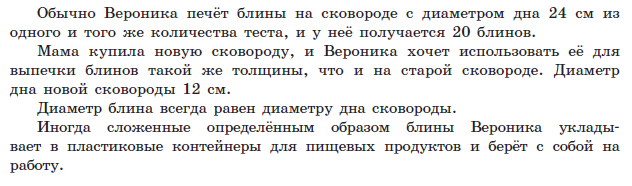 Обычно Вероника печёт блины на сковороде с диаметром дна 24 см из
одного и того же количества теста, и у неё получается 20 блинов.
Мама купила новую сковороду, и Вероника хочет использовать её для
выпечки блинов такой же толщины, что и на старой сковороде. Диаметр
дна новой сковороды 12 см.
Диаметр блина всегда равен диаметру дна сковороды.
Иногда сложенные определённым образом блины Вероника уклады-
вает в пластиковые контейнеры для пищевых продуктов и берёт с собой на
работу.